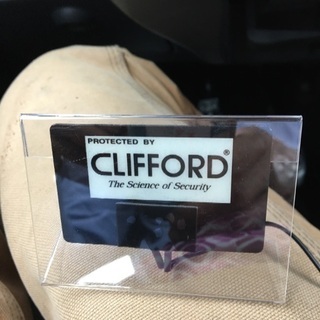 PROTECTED BY
CLIFFORD®
The Science of Security